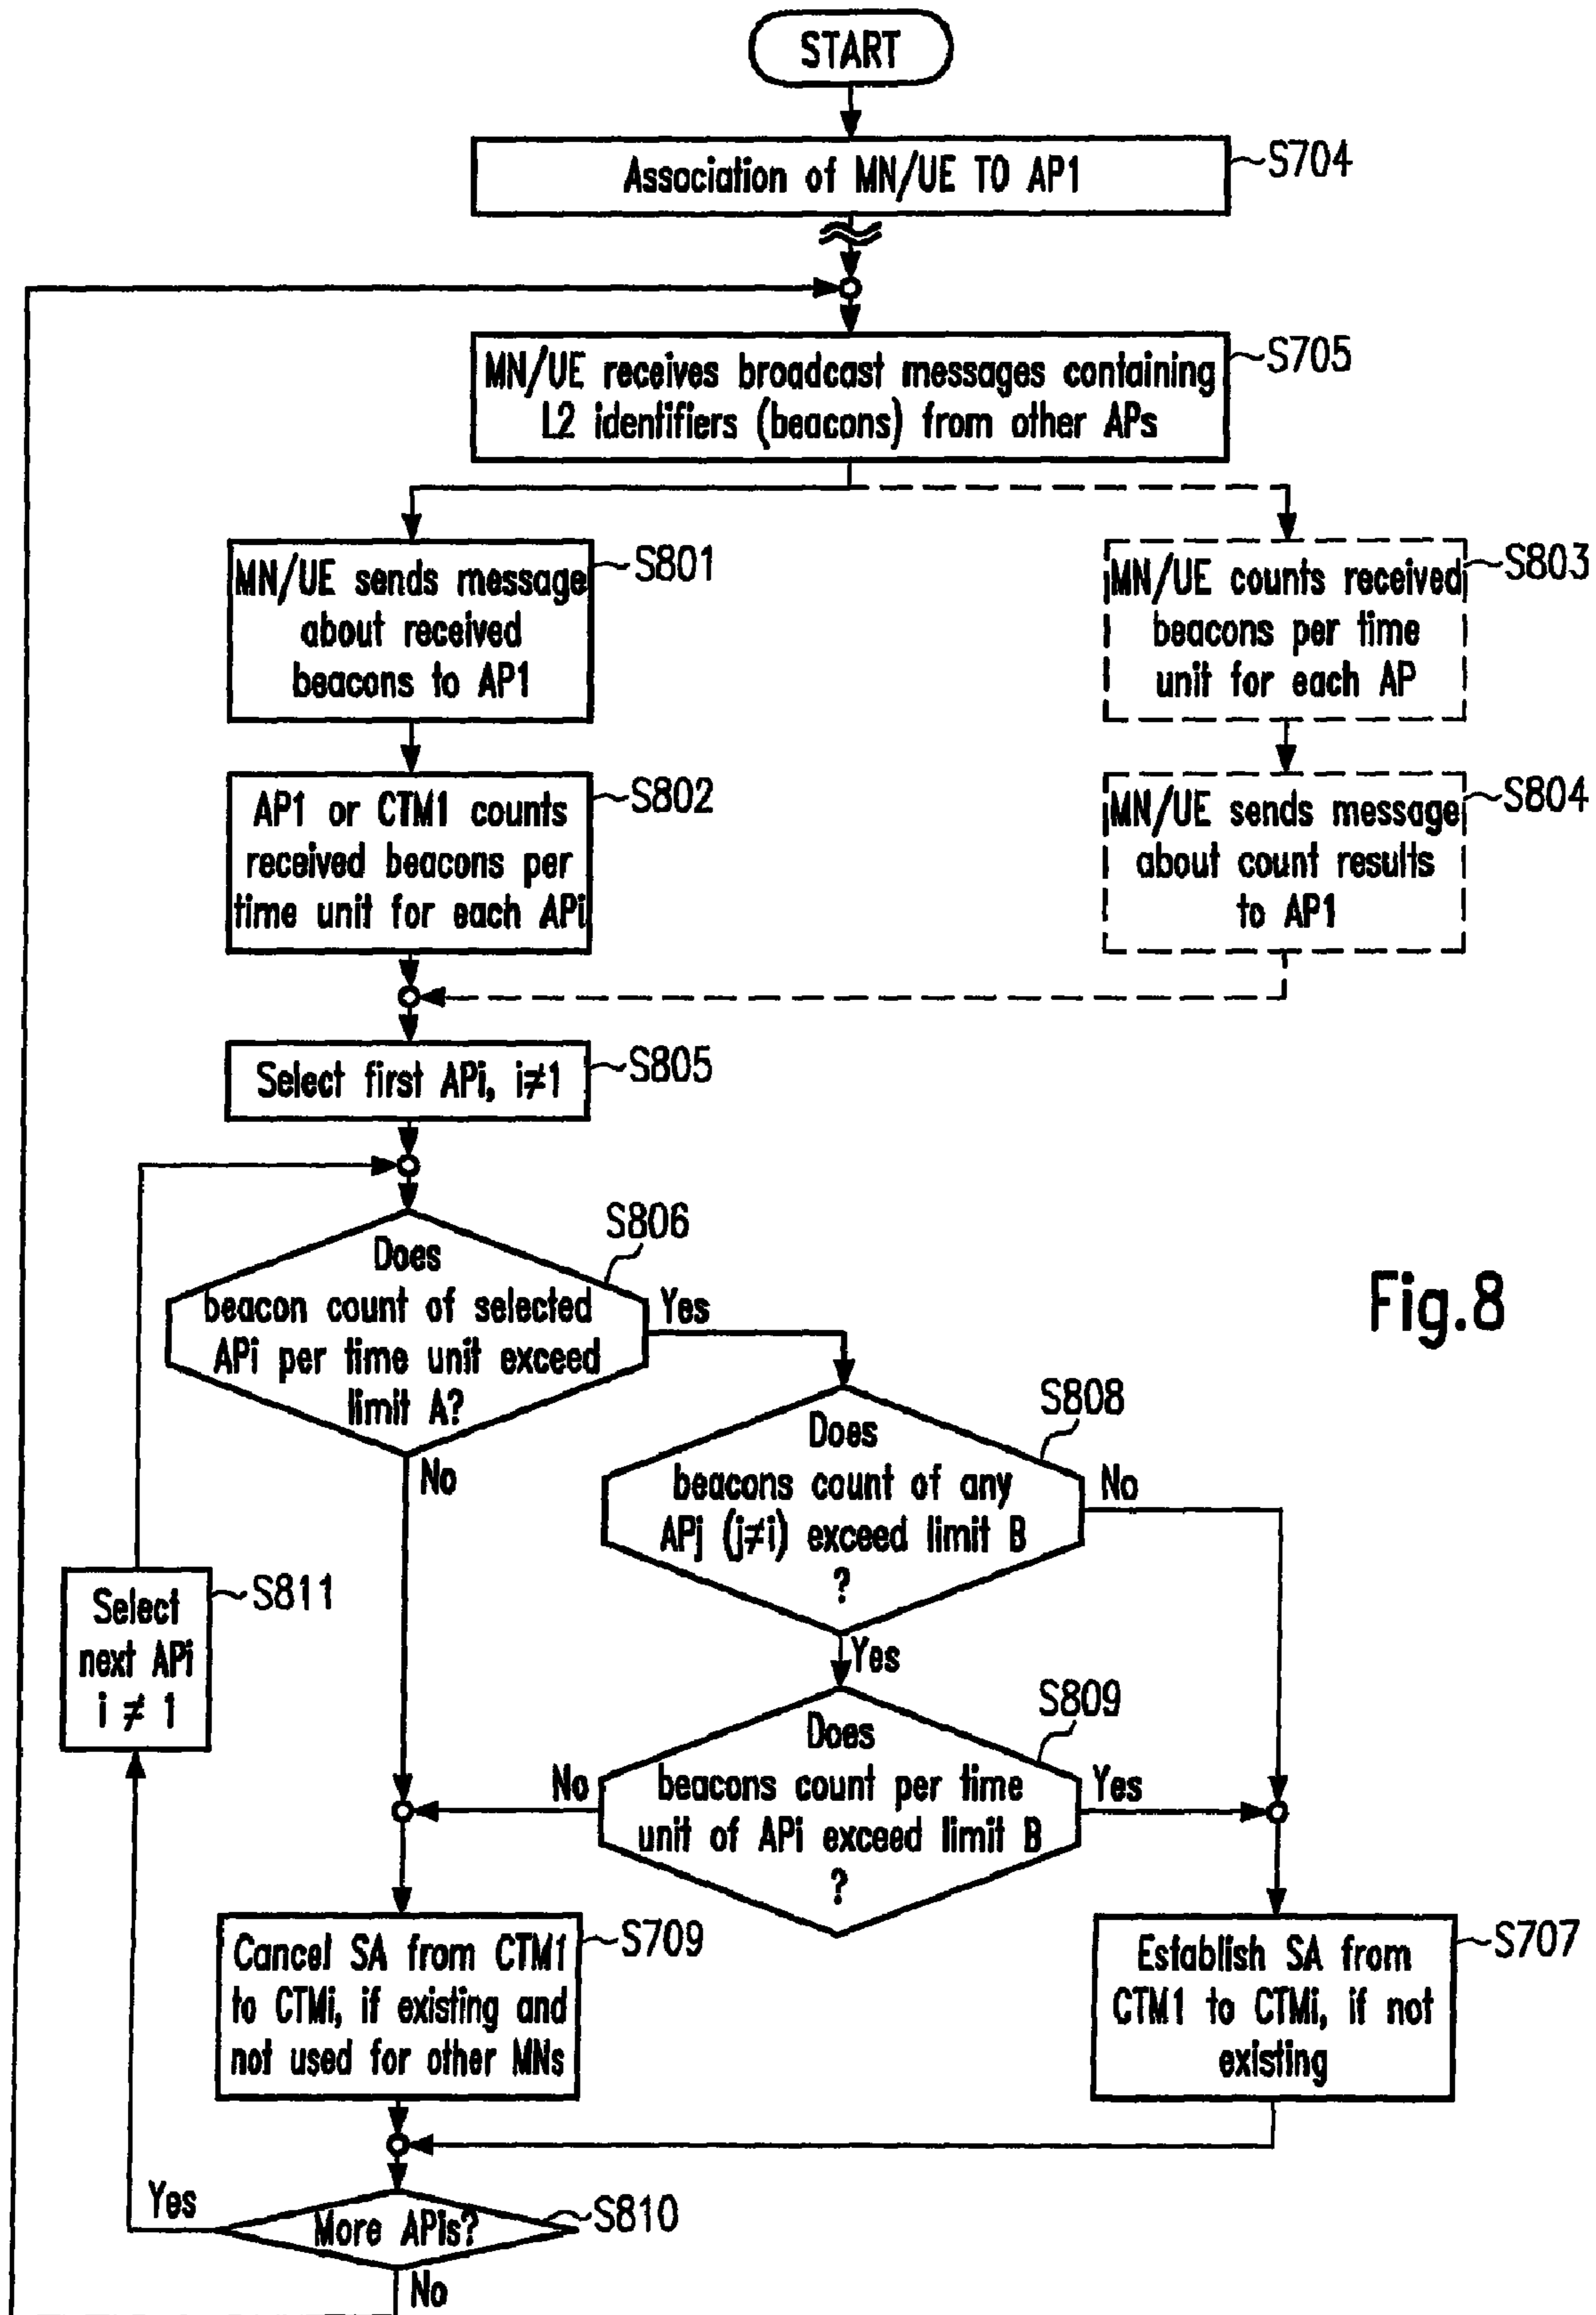 START
Association of MN/UE TO AP1
S704
MN/UE receives broadcast messages containing
L2 identifiers (beacons) from other APs
S705
MN/UE sends message
about received
beacons to AP1
S801
MN/UE counts received
beacons per time
unit for each AP
S803
AP1 or CTM1 counts
received beacons per
time unit for each APi
S802
MN/UE sends message
about count results
to AP1
S804
Select first APi, i≠1
S805
S806
Does
beacon count of selected
APi per time unit exceed
limit A?
Yes
No
Fig.8
S808
Does
beacons count of any
APj (j≠i) exceed limit B
?
No
Yes
Select
next APi
i ≠ 1
S811
S809
Does
beacons count per time
unit of APi exceed limit B
?
No
Yes
Cancel SA from CTM1
to CTMi, if existing and
not used for other MNs
S709
Establish SA from
CTM1 to CTMi, if not
existing
S707
Yes
More APis?
S810
No